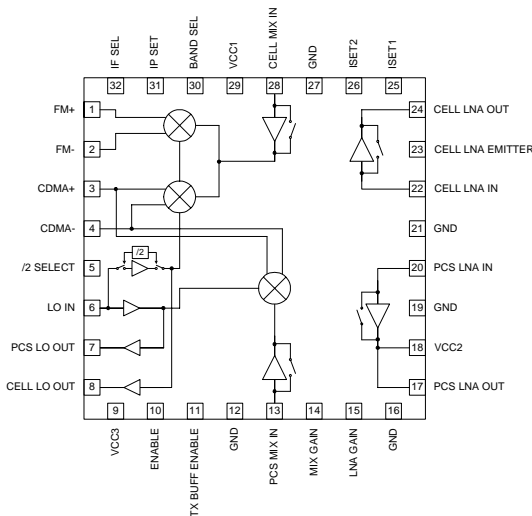 IF SEL
IP SET
BAND SEL
VCC1
CELL MIX IN
GND
ISET2
ISET1
32
31
30
29
28
27
26
25
FM+
1
FM-
2
CDMA+
3
CDMA-
4
/2 SELECT
5
LO IN
6
PCS LO OUT
7
CELL LO OUT
8
/2
24
CELL LNA OUT
23
CELL LNA EMITTER
22
CELL LNA IN
21
GND
20
PCS LNA IN
19
GND
18
VCC2
17
PCS LNA OUT
9
10
11
12
13
14
15
16
VCC3
ENABLE
TX BUFF ENABLE
GND
PCS MIX IN
MIX GAIN
LNA GAIN
GND